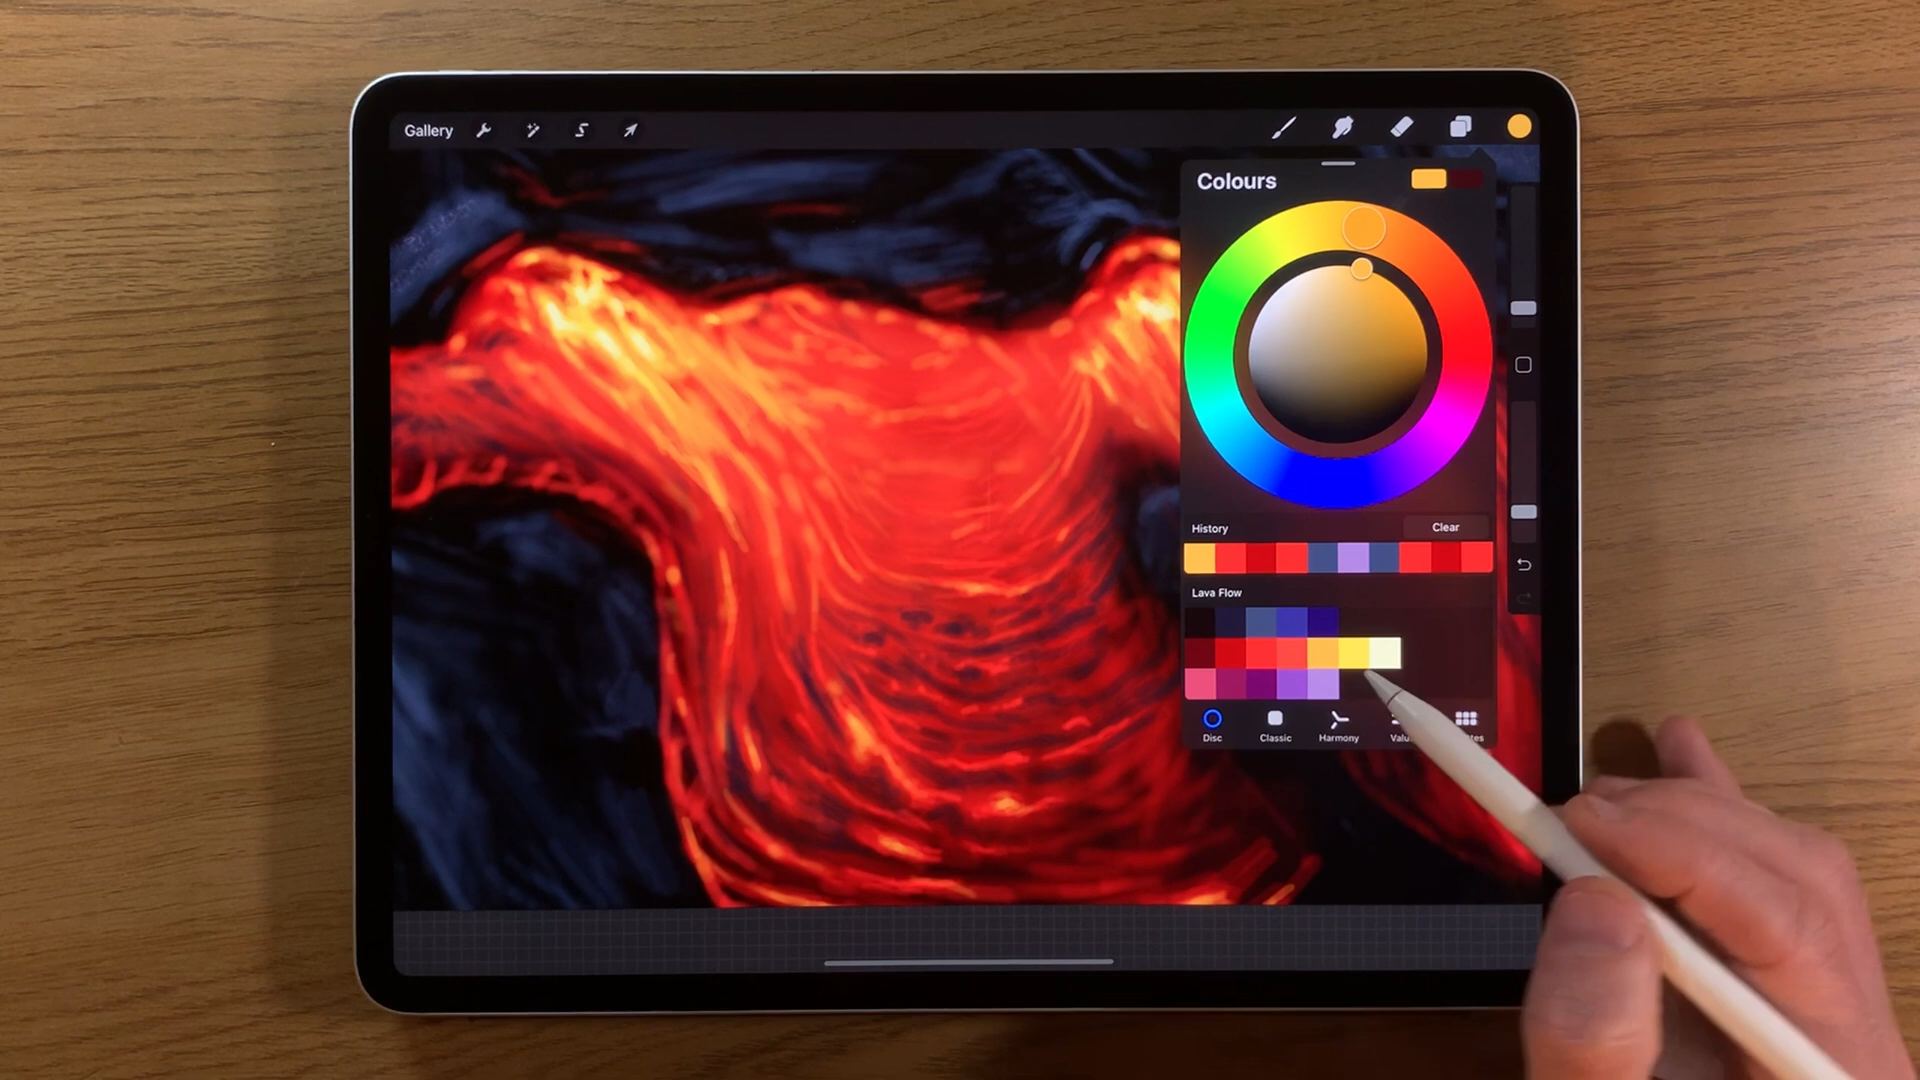 Gallery
Colours
History
Clear
Lava Flow
Disc
Classic
Harmony